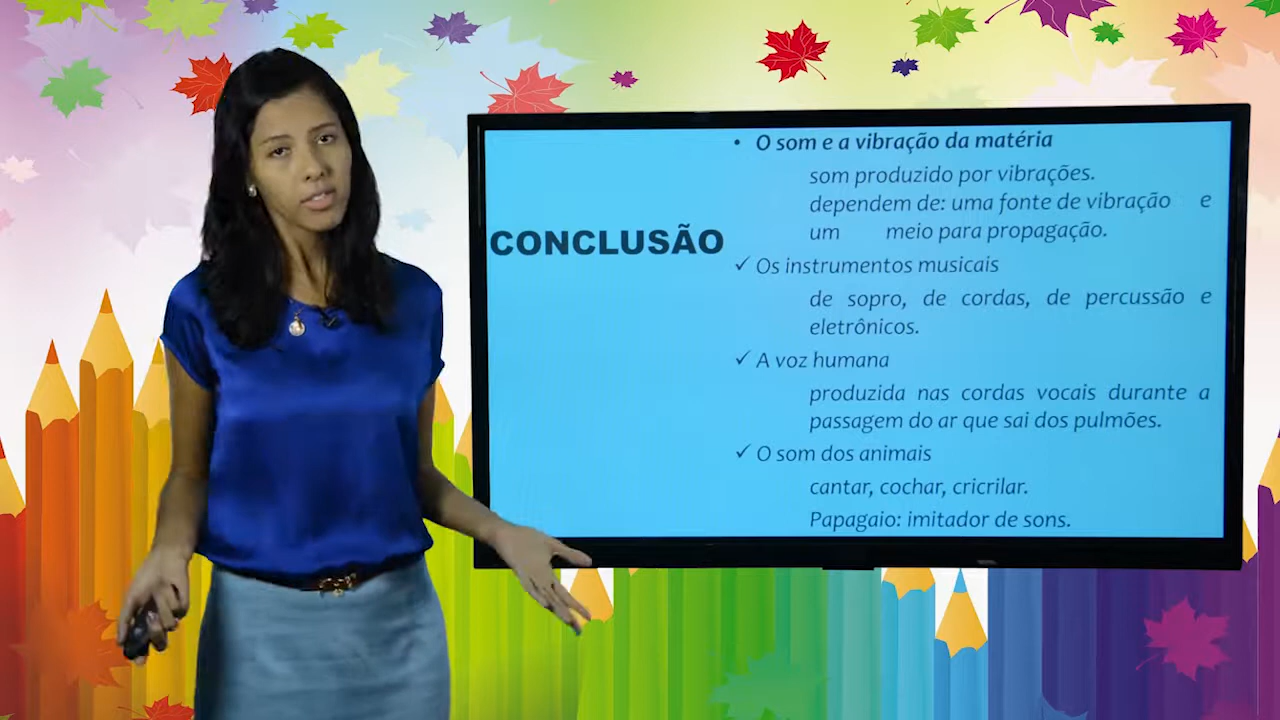 CONCLUSÃO
• O som e a vibração da matéria
som produzido por vibrações.
dependem de: uma fonte de vibração e
um meio para propagação.
✓ Os instrumentos musicais
de sopro, de cordas, de percussão e
eletrônicos.
✓ A voz humana
produzida nas cordas vocais durante a
passagem do ar que sai dos pulmões.
✓ O som dos animais
cantar, cochar, cricrilar.
Papagaio: imitador de sons.